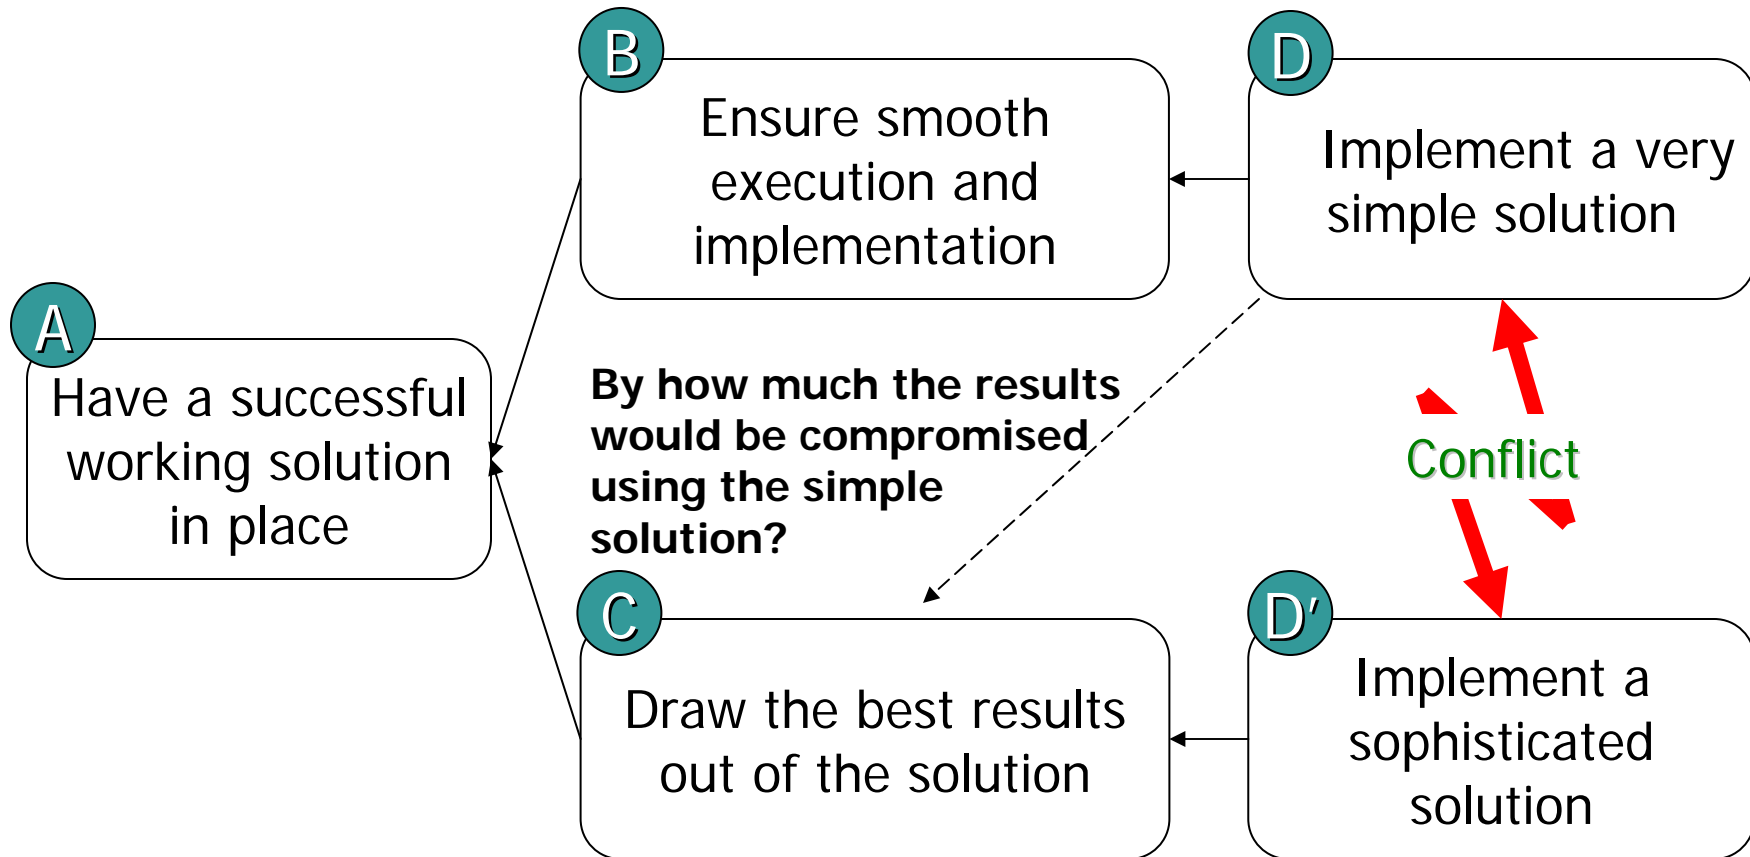 B
Ensure smooth
execution and
implementation
D
Implement a very
simple solution
A
Have a successful
working solution
in place
By how much the results
would be compromised
using the simple
solution?
Conflict
C
Draw the best results
out of the solution
D'
Implement a
sophisticated
solution